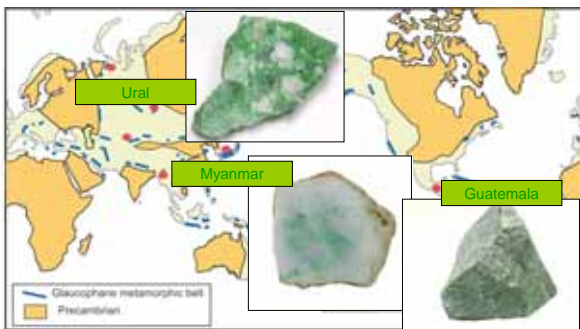 Ural
Myanmar
Guatemala
Glaucophane metamorphic belt
Precambrian